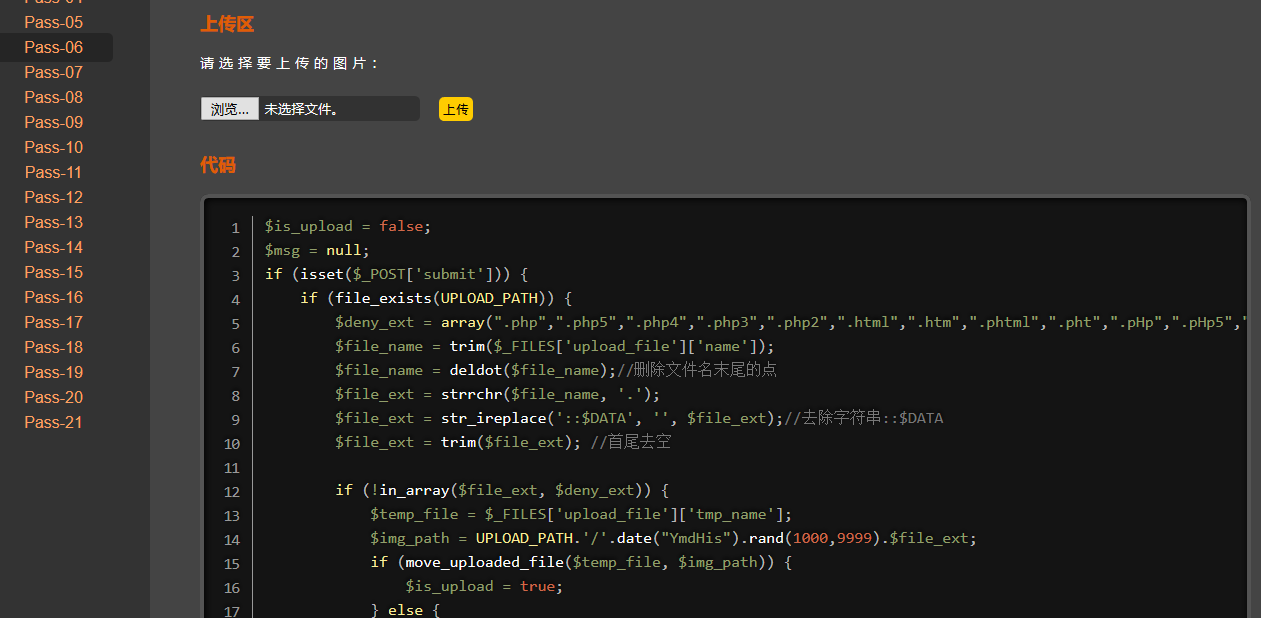 Pass-05
Pass-06
Pass-07
Pass-08
Pass-09
Pass-10
Pass-11
Pass-12
Pass-13
Pass-14
Pass-15
Pass-16
Pass-17
Pass-18
Pass-19
Pass-20
Pass-21
上传区
请选择要上传的图片：
浏览... 未选择文件。 上传
代码
1 $is_upload = false;
2 $msg = null;
3 if (isset($_POST['submit'])) {
4 if (file_exists(UPLOAD_PATH)) {
5 $deny_ext = array(".php",".php5",".php4",".php3",".php2",".html",".htm",".phtml",".pht",".pHp",".pHp5","
6 $file_name = trim($_FILES['upload_file']['name']);
7 $file_name = deldot($file_name);//删除文件名末尾的点
8 $file_ext = strrchr($file_name, '.');
9 $file_ext = str_ireplace('::$DATA', '', $file_ext);//去除字符串::$DATA
10 $file_ext = trim($file_ext); //首尾去空
11
12 if (!in_array($file_ext, $deny_ext)) {
13 $temp_file = $_FILES['upload_file']['tmp_name'];
14 $img_path = UPLOAD_PATH.'/'.date("YmdHis").rand(1000,9999).$file_ext;
15 if (move_uploaded_file($temp_file, $img_path)) {
16 $is_upload = true;
17 } else {